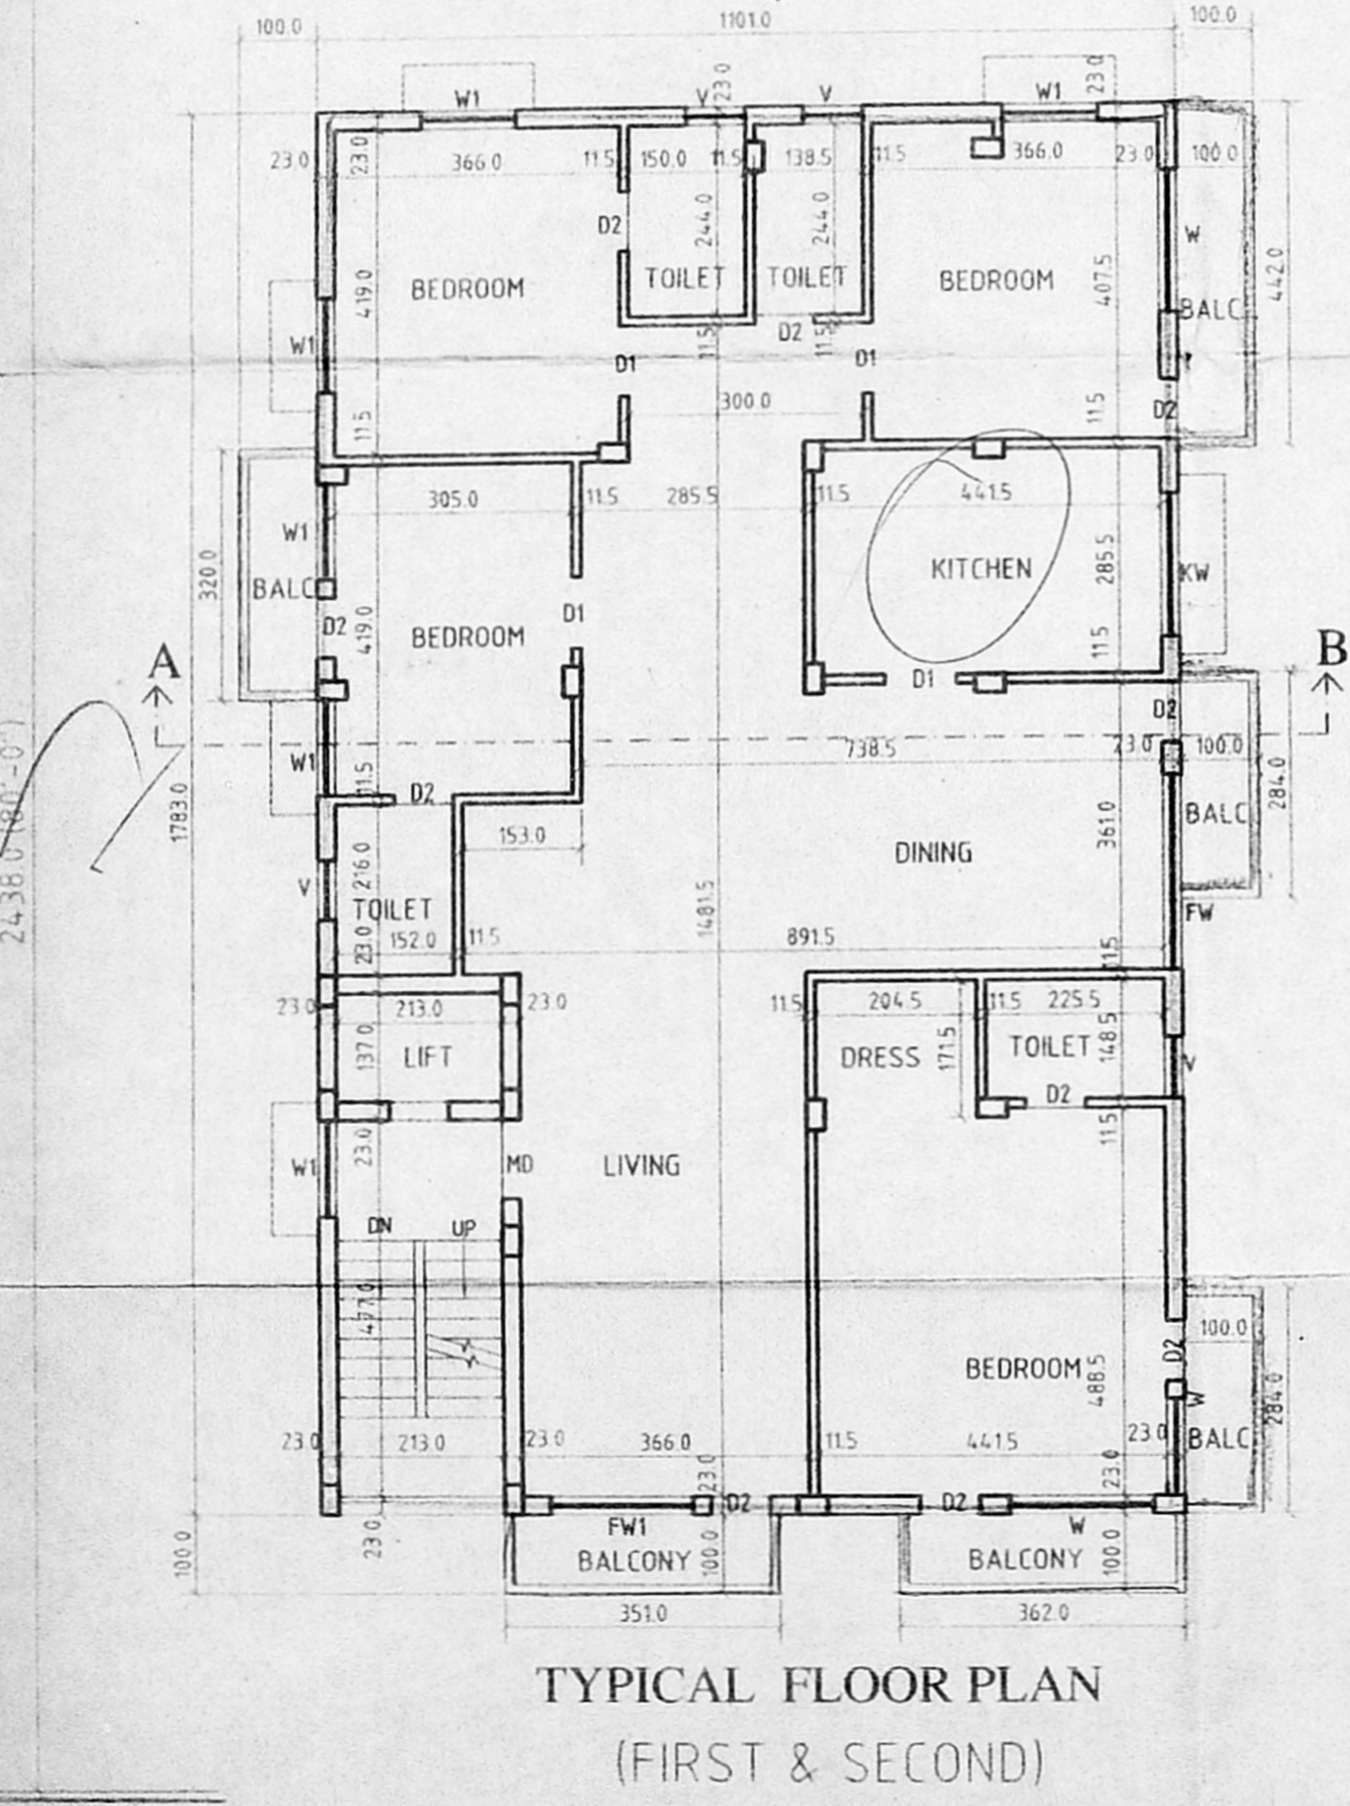 100.0 1101.0 100.0
W1 V 23.0 V W1 23.0
23.0 23.0 366.0 11.5 150.0 11.5 138.5 11.5 366.0 23.0 100.0
D2 244.0 244.0 W
BEDROOM TOILET TOILET BEDROOM 407.5 442.0
419.0 BALC
W1 D1 11.5 D2 11.5 D1
11.5 300.0 11.5 D2
305.0 11.5 285.5 11.5 441.5
W1
320.0 BALC KITCHEN 285.5 KW
D2 419.0 BEDROOM D1
A 11.5 B
D1 D2
738.5 23.0 100.0
W1 11.5 D2 284.0
2438.0 (80'-0") 1783.0 153.0 BALC
216.0 DINING 361.0
V TOILET 1481.5 FW
23.0 152.0 11.5 891.5 11.5
23.0 213.0 23.0 11.5 204.5 11.5 225.5
137.0 LIFT DRESS 171.5 TOILET 148.5 V
D2
W1 23.0 MD LIVING 11.5
DN UP
477.0 100.0
BEDROOM 488.5 D2 284.0
W
23.0 213.0 23.0 366.0 11.5 441.5 23.0 BALC
23.0 23.0
D2 D2
23.0 FW1 W
100.0 BALCONY 100.0 BALCONY 100.0
351.0 362.0
TYPICAL FLOOR PLAN
(FIRST & SECOND)